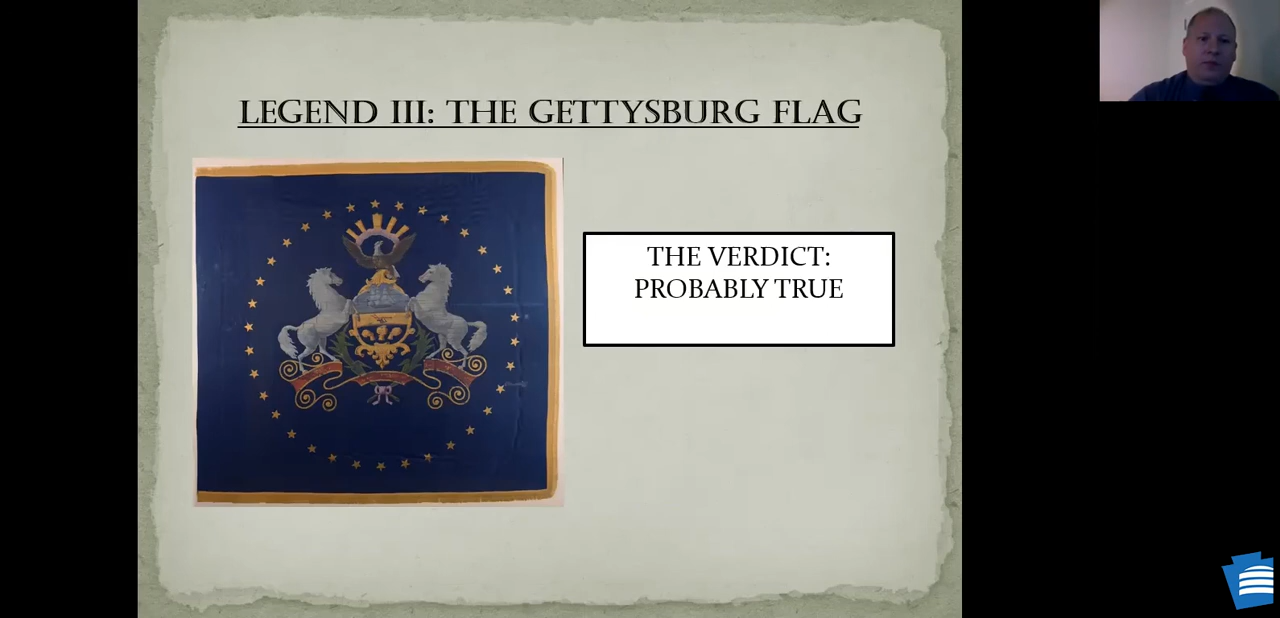 LEGEND III: THE GETTYSBURG FLAG
THE VERDICT:
PROBABLY TRUE